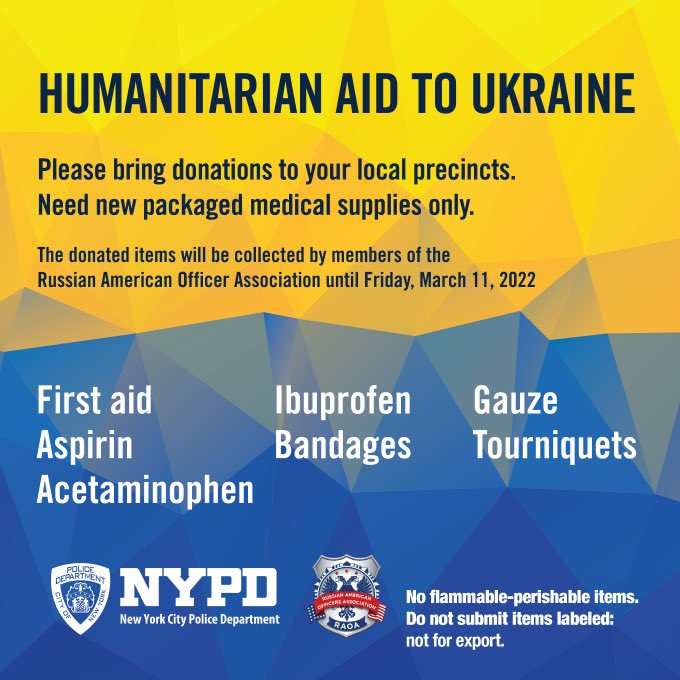 HUMANITARIAN AID TO UKRAINE
Please bring donations to your local precincts.
Need new packaged medical supplies only.
The donated items will be collected by members of the
Russian American Officer Association until Friday, March 11, 2022
First aid
Aspirin
Acetaminophen
Ibuprofen
Bandages
Gauze
Tourniquets
POLICE
DEPARTMENT
CITY OF
NEW YORK
NYPD
New York City Police Department
RUSSIAN AMERICAN
OFFICERS ASSOCIATION
RAOA
No flammable-perishable items.
Do not submit items labeled:
not for export.